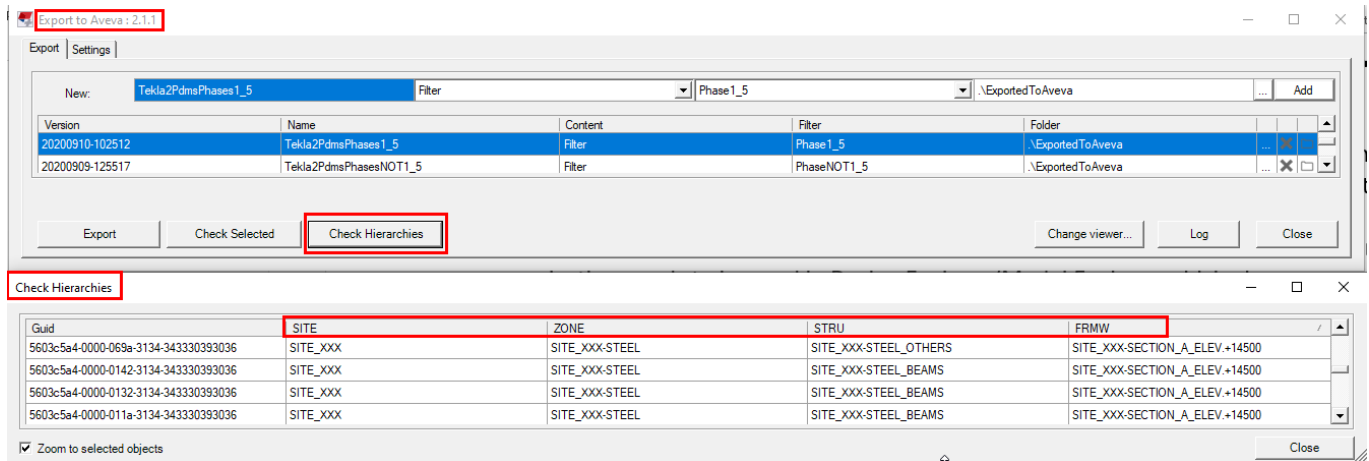 Export to Aveva : 2.1.1
Export Settings
New: Tekla2PdmsPhases1_5 Filter Phase1_5 .\ExportedToAveva ... Add
Version Name Content Filter Folder
20200910-102512 Tekla2PdmsPhases1_5 Filter Phase1_5 .\ExportedToAveva ...
20200909-125517 Tekla2PdmsPhasesNOT1_5 Filter PhaseNOT1_5 .\ExportedToAveva ...
Export Check Selected Check Hierarchies Change viewer... Log Close
Check Hierarchies
Guid SITE ZONE STRU FRMW
5603c5a4-0000-069a-3134-343330393036 SITE_XXX SITE_XXX-STEEL SITE_XXX-STEEL_OTHERS SITE_XXX-SECTION_A_ELEV.+14500
5603c5a4-0000-0142-3134-343330393036 SITE_XXX SITE_XXX-STEEL SITE_XXX-STEEL_BEAMS SITE_XXX-SECTION_A_ELEV.+14500
5603c5a4-0000-0132-3134-343330393036 SITE_XXX SITE_XXX-STEEL SITE_XXX-STEEL_BEAMS SITE_XXX-SECTION_A_ELEV.+14500
5603c5a4-0000-011a-3134-343330393036 SITE_XXX SITE_XXX-STEEL SITE_XXX-STEEL_BEAMS SITE_XXX-SECTION_A_ELEV.+14500
Zoom to selected objects Close